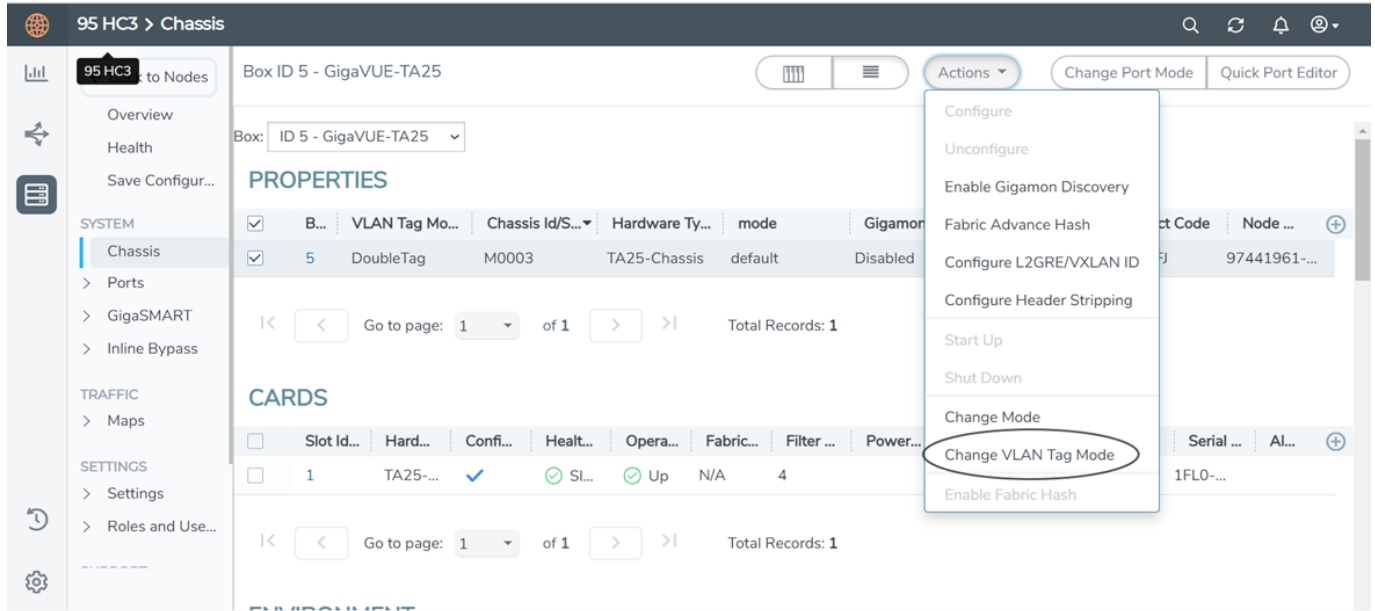 95 HC3 > Chassis
95 HC3 to Nodes
Overview
Health
Save Configur...
SYSTEM
Chassis
Ports
GigaSMART
Inline Bypass
TRAFFIC
Maps
SETTINGS
Settings
Roles and Use...
Box ID 5 - GigaVUE-TA25
Actions
Change Port Mode
Quick Port Editor
Box: ID 5 - GigaVUE-TA25
PROPERTIES
B... VLAN Tag Mo... Chassis Id/S... Hardware Ty... mode Gigamon ct Code Node ...
5 DoubleTag M0003 TA25-Chassis default Disabled 97441961-...
Go to page: 1 of 1 Total Records: 1
CARDS
Slot Id... Hard... Confi... Healt... Opera... Fabric... Filter ... Power... Serial ... Al...
1 TA25-... Sl... Up N/A 4 1FL0-...
Go to page: 1 of 1 Total Records: 1
ENVIRONMENT
Configure
Unconfigure
Enable Gigamon Discovery
Fabric Advance Hash
Configure L2GRE/VXLAN ID
Configure Header Stripping
Start Up
Shut Down
Change Mode
Change VLAN Tag Mode
Enable Fabric Hash